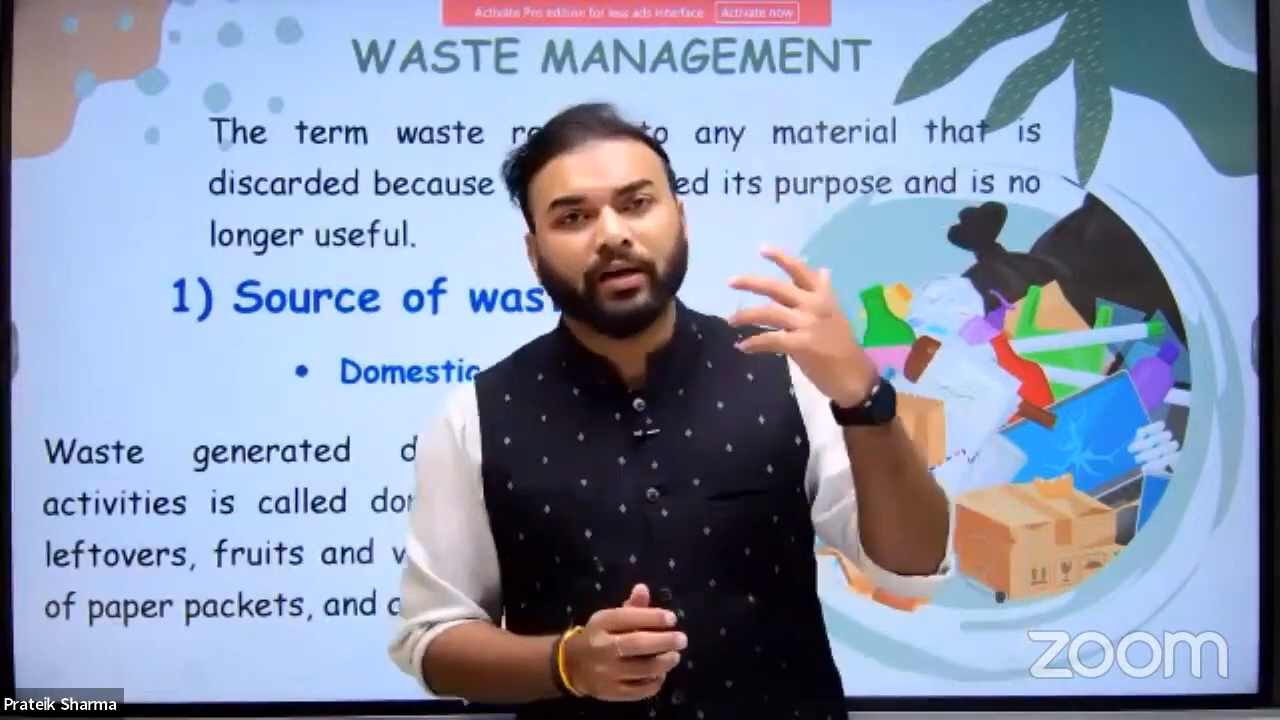 Activate Pro edition for less ads interface Activate now
WASTE MANAGEMENT
The term waste to any material that is
discarded because its purpose and is no
longer useful.
1) Source of
Domestic
Waste generated
activities is called
leftovers, fruits and
of paper packets, and
zoom
Prateik Sharma